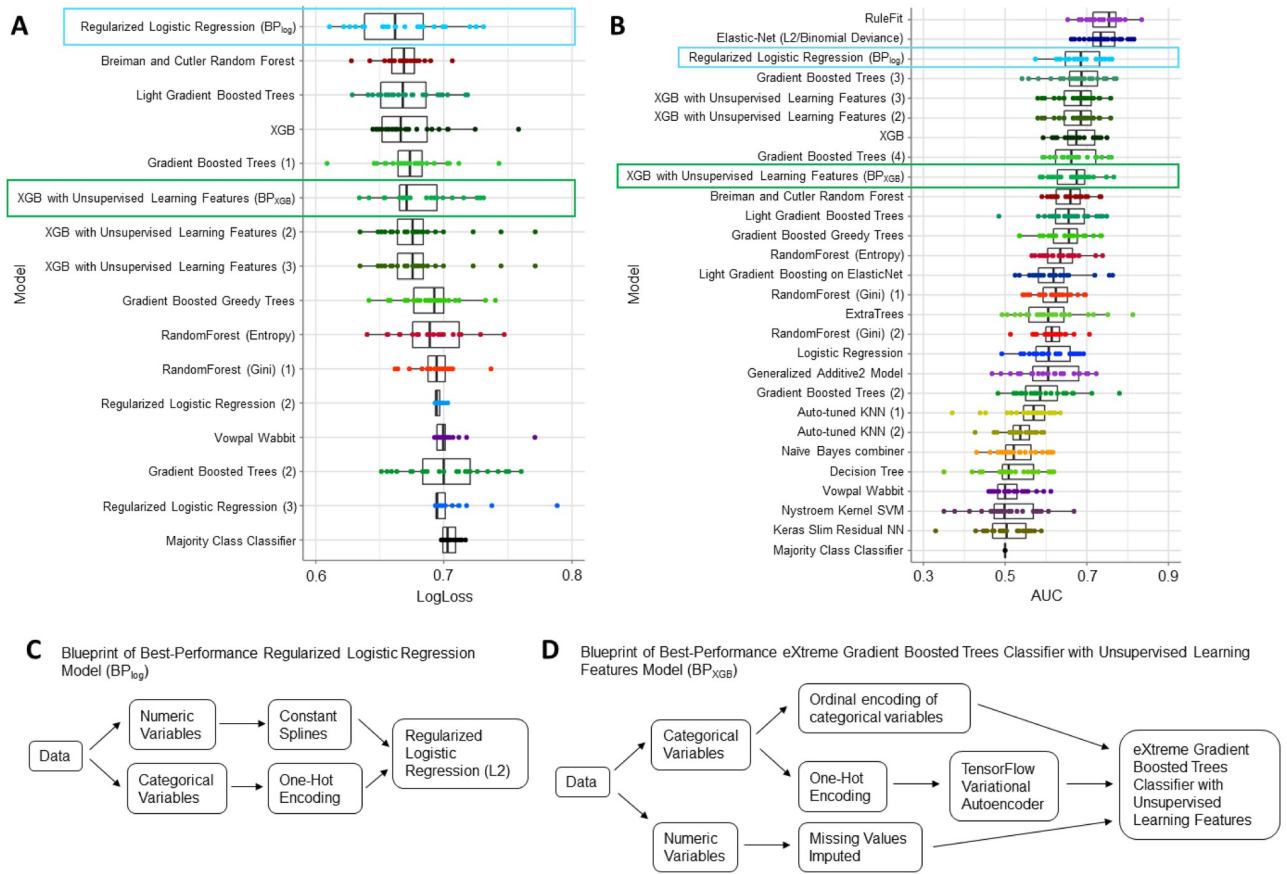 A
Model
Regularized Logistic Regression (BPlog)
Breiman and Cutler Random Forest
Light Gradient Boosted Trees
XGB
Gradient Boosted Trees (1)
XGB with Unsupervised Learning Features (BPXGB)
XGB with Unsupervised Learning Features (2)
XGB with Unsupervised Learning Features (3)
Gradient Boosted Greedy Trees
RandomForest (Entropy)
RandomForest (Gini) (1)
Regularized Logistic Regression (2)
Vowpal Wabbit
Gradient Boosted Trees (2)
Regularized Logistic Regression (3)
Majority Class Classifier
0.6 0.7 0.8
LogLoss
B
Model
RuleFit
Elastic-Net (L2/Binomial Deviance)
Regularized Logistic Regression (BPlog)
Gradient Boosted Trees (3)
XGB with Unsupervised Learning Features (3)
XGB with Unsupervised Learning Features (2)
XGB
Gradient Boosted Trees (4)
XGB with Unsupervised Learning Features (BPXGB)
Breiman and Cutler Random Forest
Light Gradient Boosted Trees
Gradient Boosted Greedy Trees
RandomForest (Entropy)
Light Gradient Boosting on ElasticNet
RandomForest (Gini) (1)
ExtraTrees
RandomForest (Gini) (2)
Logistic Regression
Generalized Additive2 Model
Gradient Boosted Trees (2)
Auto-tuned KNN (1)
Auto-tuned KNN (2)
Naïve Bayes combiner
Decision Tree
Vowpal Wabbit
Nystroem Kernel SVM
Keras Slim Residual NN
Majority Class Classifier
0.3 0.5 0.7 0.9
AUC
C
Blueprint of Best-Performance Regularized Logistic Regression
Model (BPlog)
Data
Numeric
Variables
Constant
Splines
Categorical
Variables
One-Hot
Encoding
Regularized
Logistic
Regression (L2)
D
Blueprint of Best-Performance eXtreme Gradient Boosted Trees Classifier with Unsupervised Learning
Features Model (BPXGB)
Data
Categorical
Variables
Ordinal encoding of
categorical variables
One-Hot
Encoding
TensorFlow
Variational
Autoencoder
Numeric
Variables
Missing Values
Imputed
eXtreme Gradient
Boosted Trees
Classifier with
Unsupervised
Learning Features